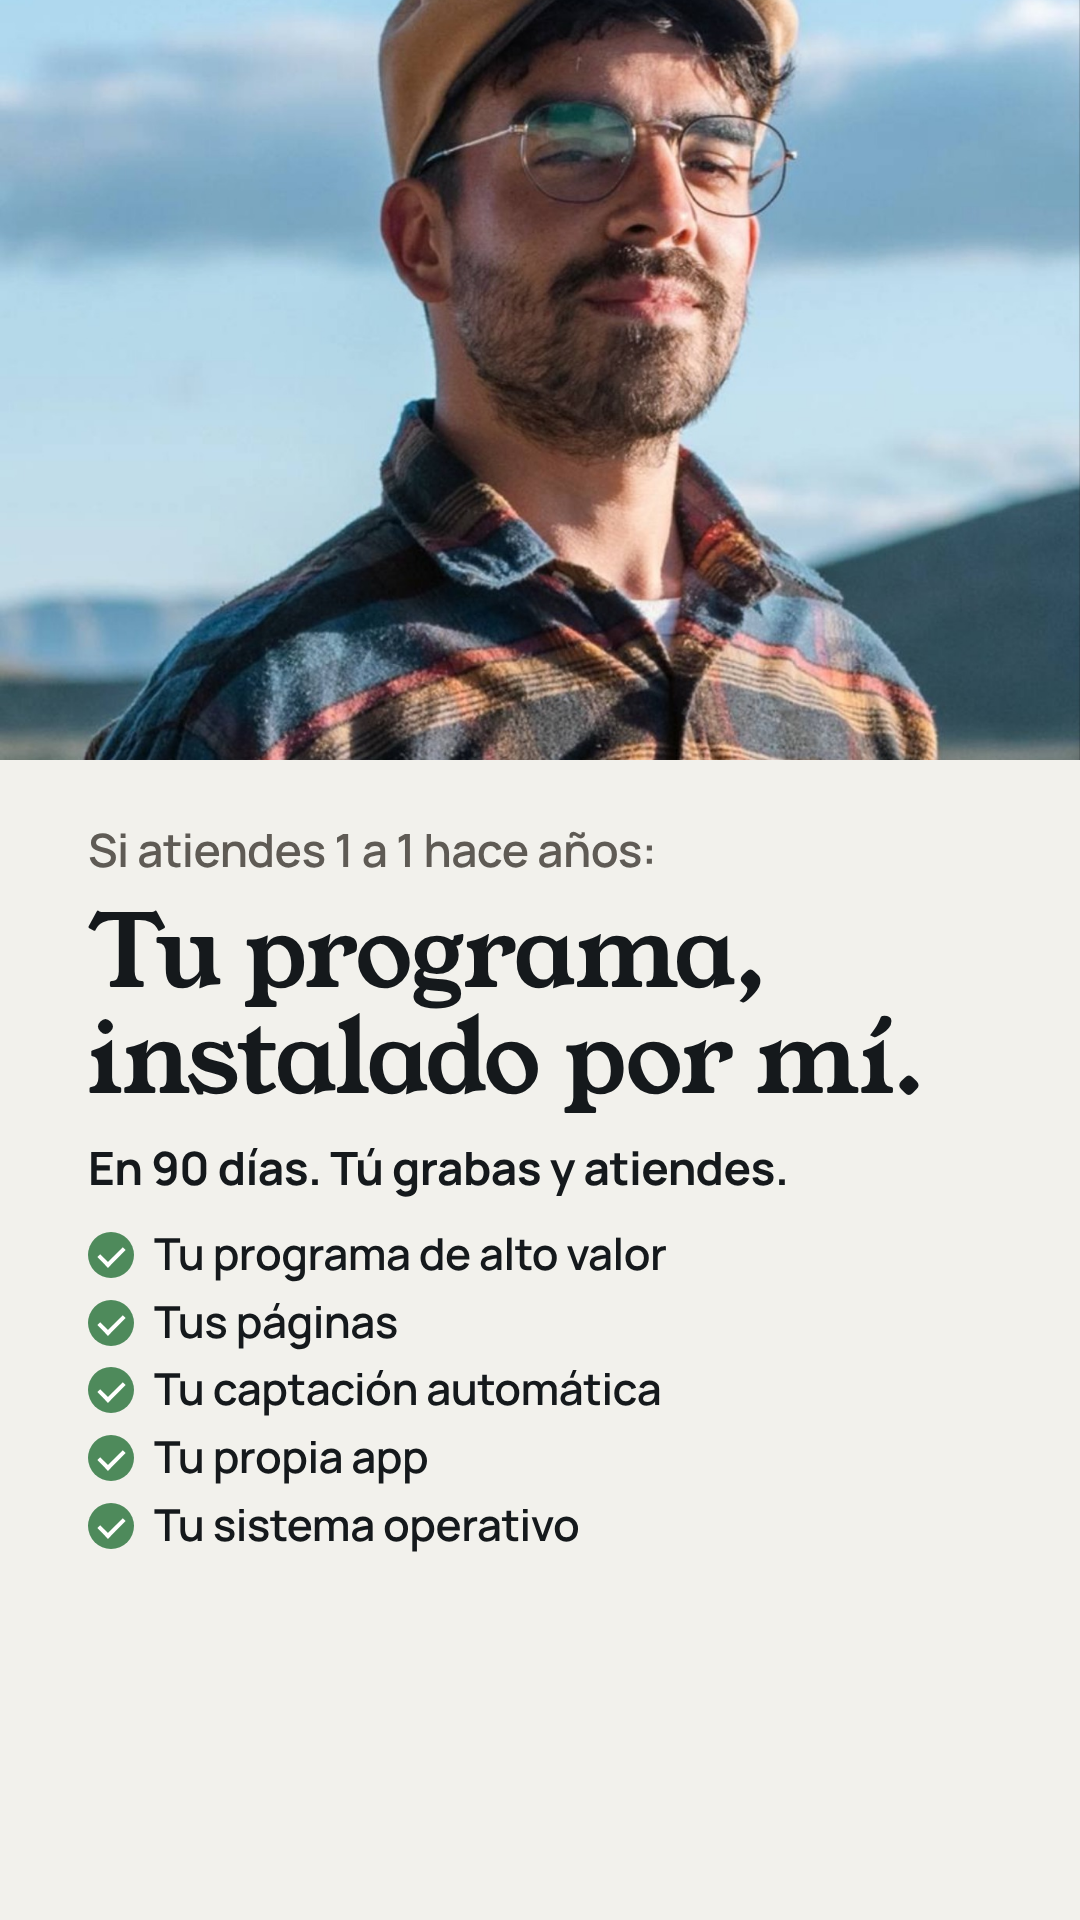 Si atiendes 1 a 1 hace años:
Tu programa,
instalado por mí.
En 90 días. Tú grabas y atiendes.
Tu programa de alto valor
Tus páginas
Tu captación automática
Tu propia app
Tu sistema operativo